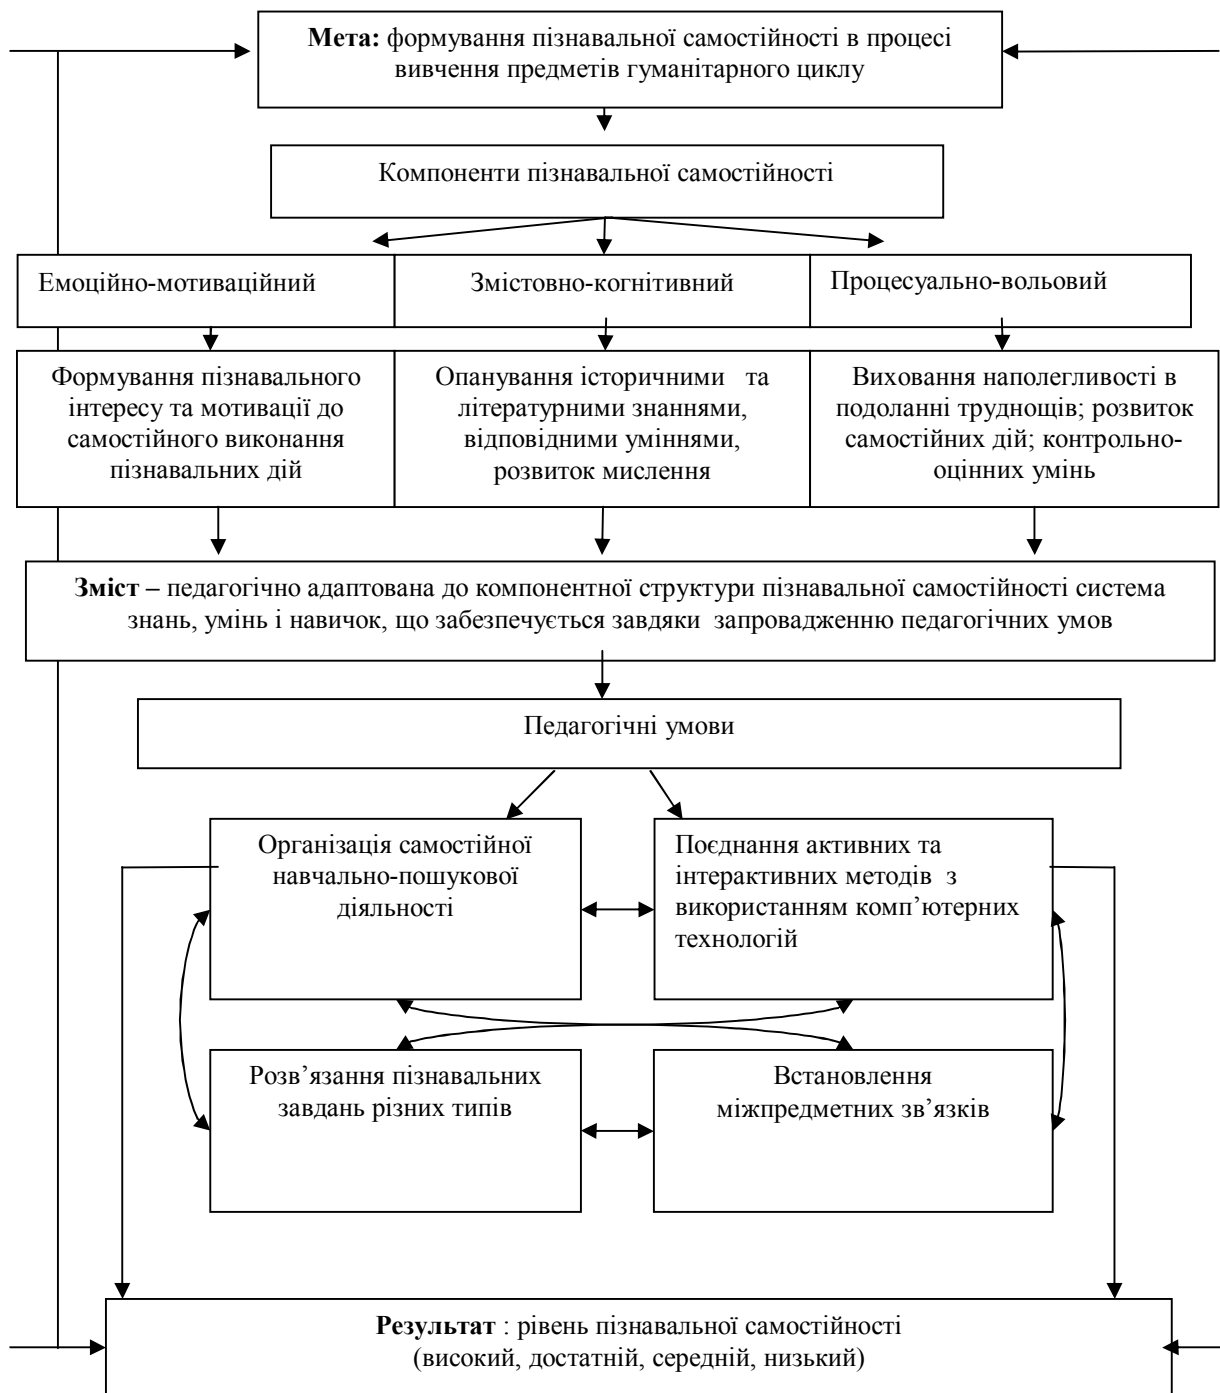 Мета: формування пізнавальної самостійності в процесі
вивчення предметів гуманітарного циклу
Компоненти пізнавальної самостійності
Емоційно-мотиваційний
Змістовно-когнітивний
Процесуально-вольовий
Формування пізнавального
інтересу та мотивації до
самостійного виконання
пізнавальних дій
Опанування історичними та
літературними знаннями,
відповідними уміннями,
розвиток мислення
Виховання наполегливості в
подоланні труднощів; розвиток
самостійних дій; контрольно-
оцінних умінь
Зміст – педагогічно адаптована до компонентної структури пізнавальної самостійності система
знань, умінь і навичок, що забезпечується завдяки запровадженню педагогічних умов
Педагогічні умови
Організація самостійної
навчально-пошукової
діяльності
Поєднання активних та
інтерактивних методів з
використанням комп’ютерних
технологій
Розв’язання пізнавальних
завдань різних типів
Встановлення
міжпредметних зв’язків
Результат : рівень пізнавальної самостійності
(високий, достатній, середній, низький)